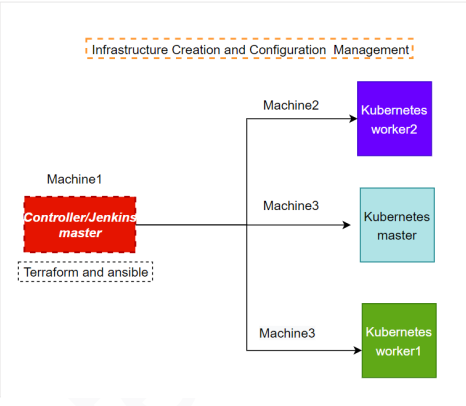 Infrastructure Creation and Configuration Management
Machine2
Kubernetes
worker2
Machine1
Controller/Jenkins
master
Machine3
Kubernetes
master
Terraform and ansible
Machine3
Kubernetes
worker1